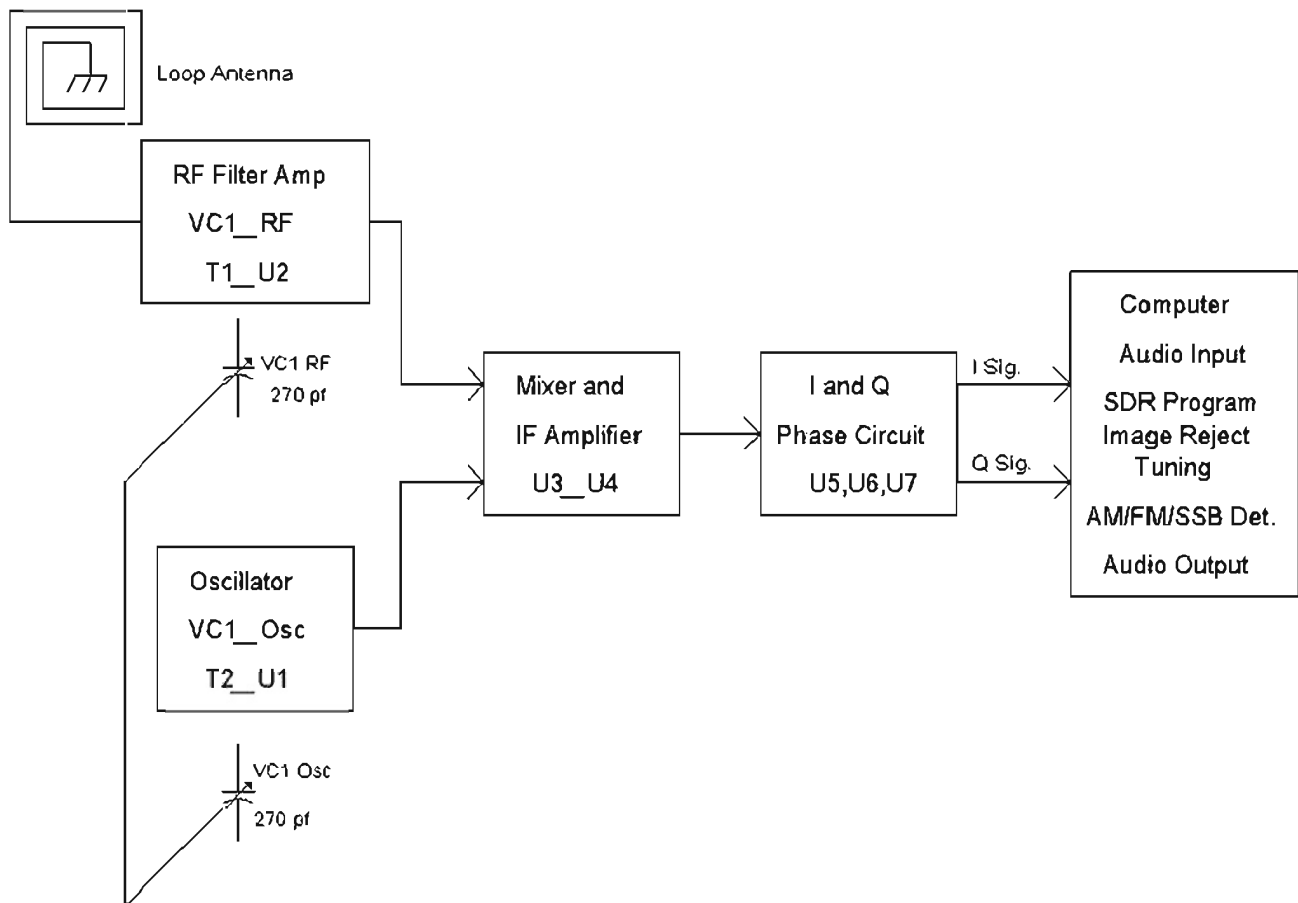 Loop Antenna
RF Filter Amp
VC1__RF
T1__U2
VC1 RF
270 pf
Oscillator
VC1__Osc
T2__U1
VC1 Osc
270 pf
Mixer and
IF Amplifier
U3__U4
I and Q
Phase Circuit
U5,U6,U7
I Sig.
Q Sig.
Computer
Audio Input
SDR Program
Image Reject
Tuning
AM/FM/SSB Det.
Audio Output